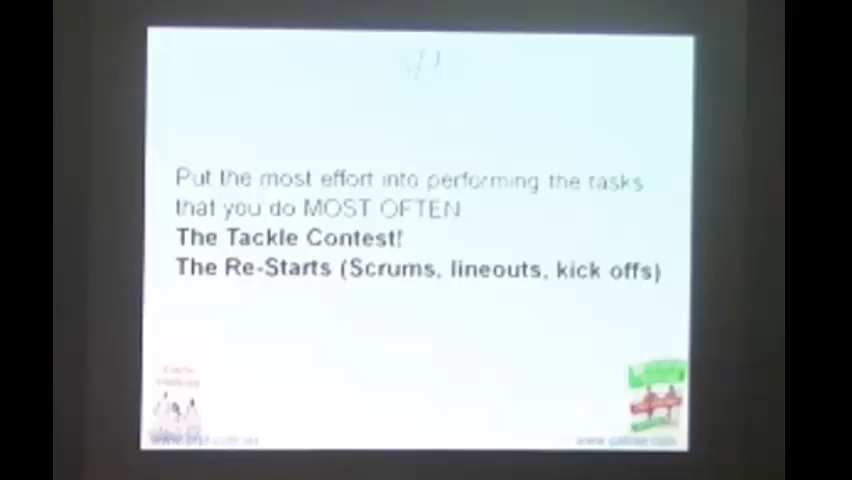 Put the most effort into performing the tasks
that you do MOST OFTEN
The Tackle Contest!
The Re-Starts (Scrums, lineouts, kick offs)